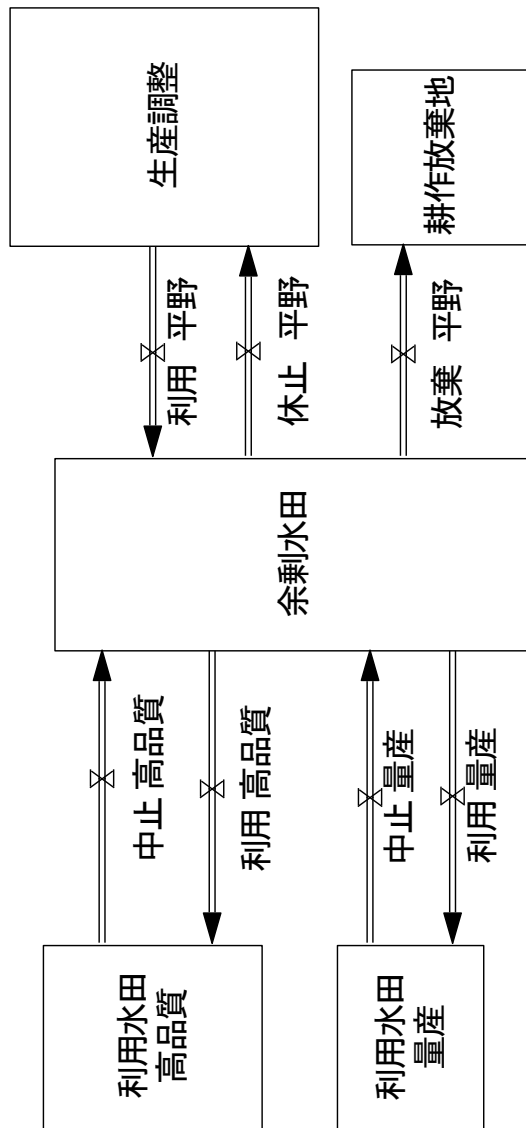 利用水田
高品質
利用水田
量産
中止 高品質
利用 高品質
中止 量産
利用 量産
余剰水田
利用 平野
休止 平野
放棄 平野
生産調整
耕作放棄地